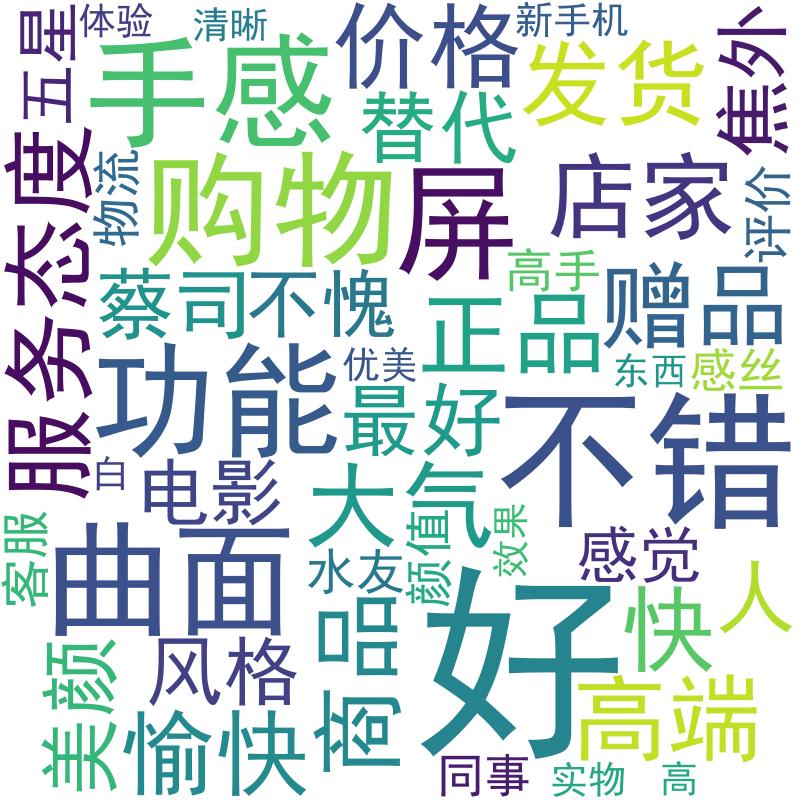 五星
体验
清晰
价格
新手机
焦外
手感
替代
发货
服务态度
物流
购物
屏
店家
评价
蔡司
不愧
高手
正品
赠品
功能
优美
最好
东西
感丝
不错
白
电影
大气
颜值
效果
客服
曲面
水友
感觉
商品
好
快
人
美颜
风格
高端
愉快
同事
实物
高